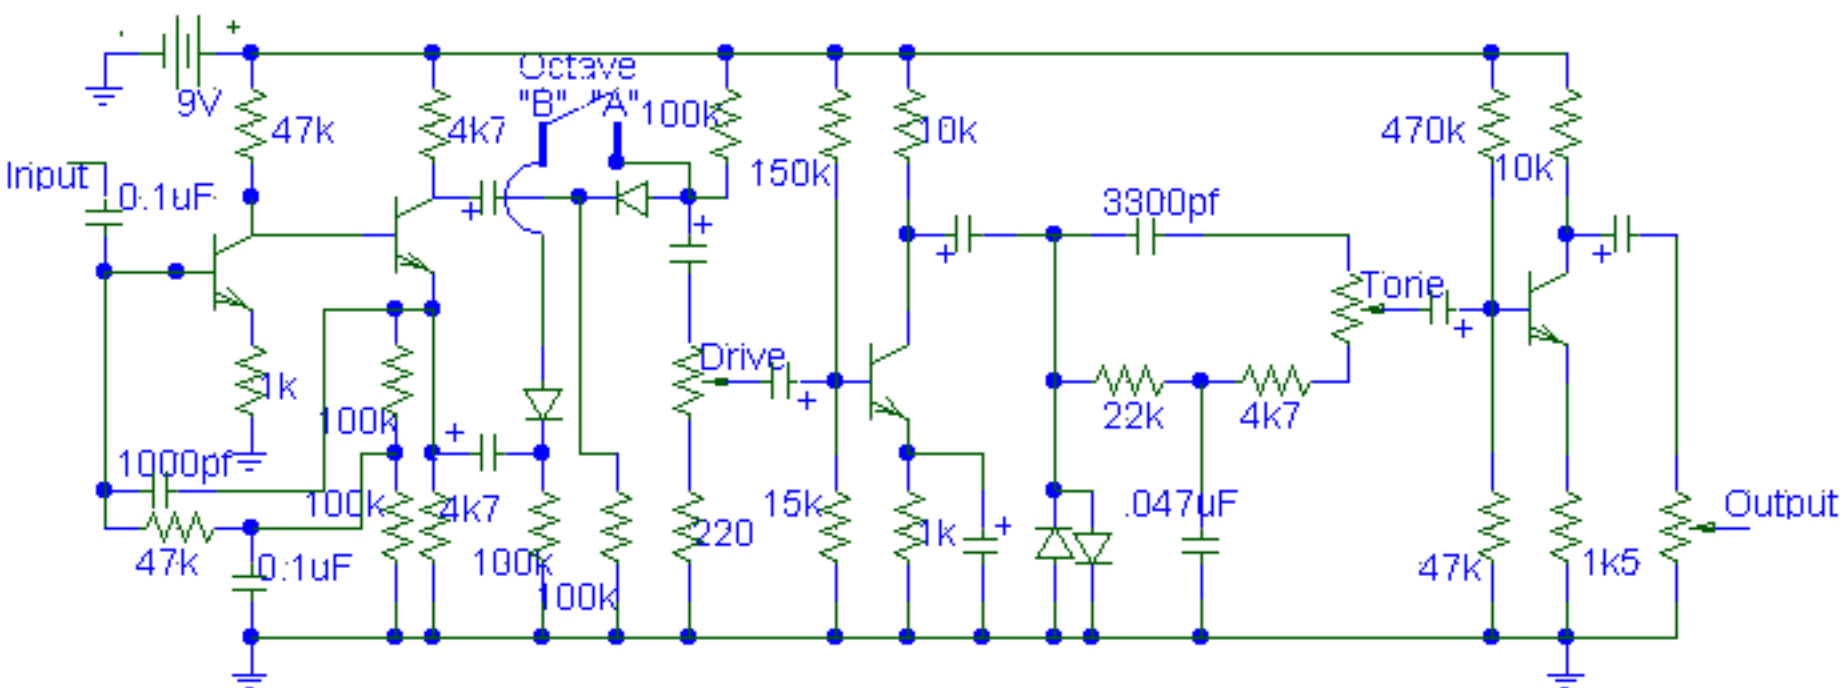 +
9V
Octave
"B" "A"
47k
4k7
100k
150k
10k
470k
10k
Input
0.1uF
+
+
3300pf
+
+
Tone
+
Drive
+
1k
100k
22k
4k7
+
1000pf
100k
4k7
15k
1k
+
.047uF
Output
220
47k
0.1uF
100k
100k
47k
1k5